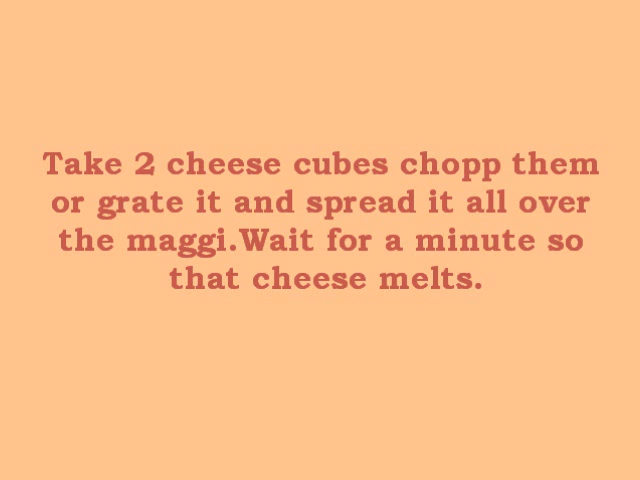 Take 2 cheese cubes chopp them
or grate it and spread it all over
the maggi.Wait for a minute so
that cheese melts.